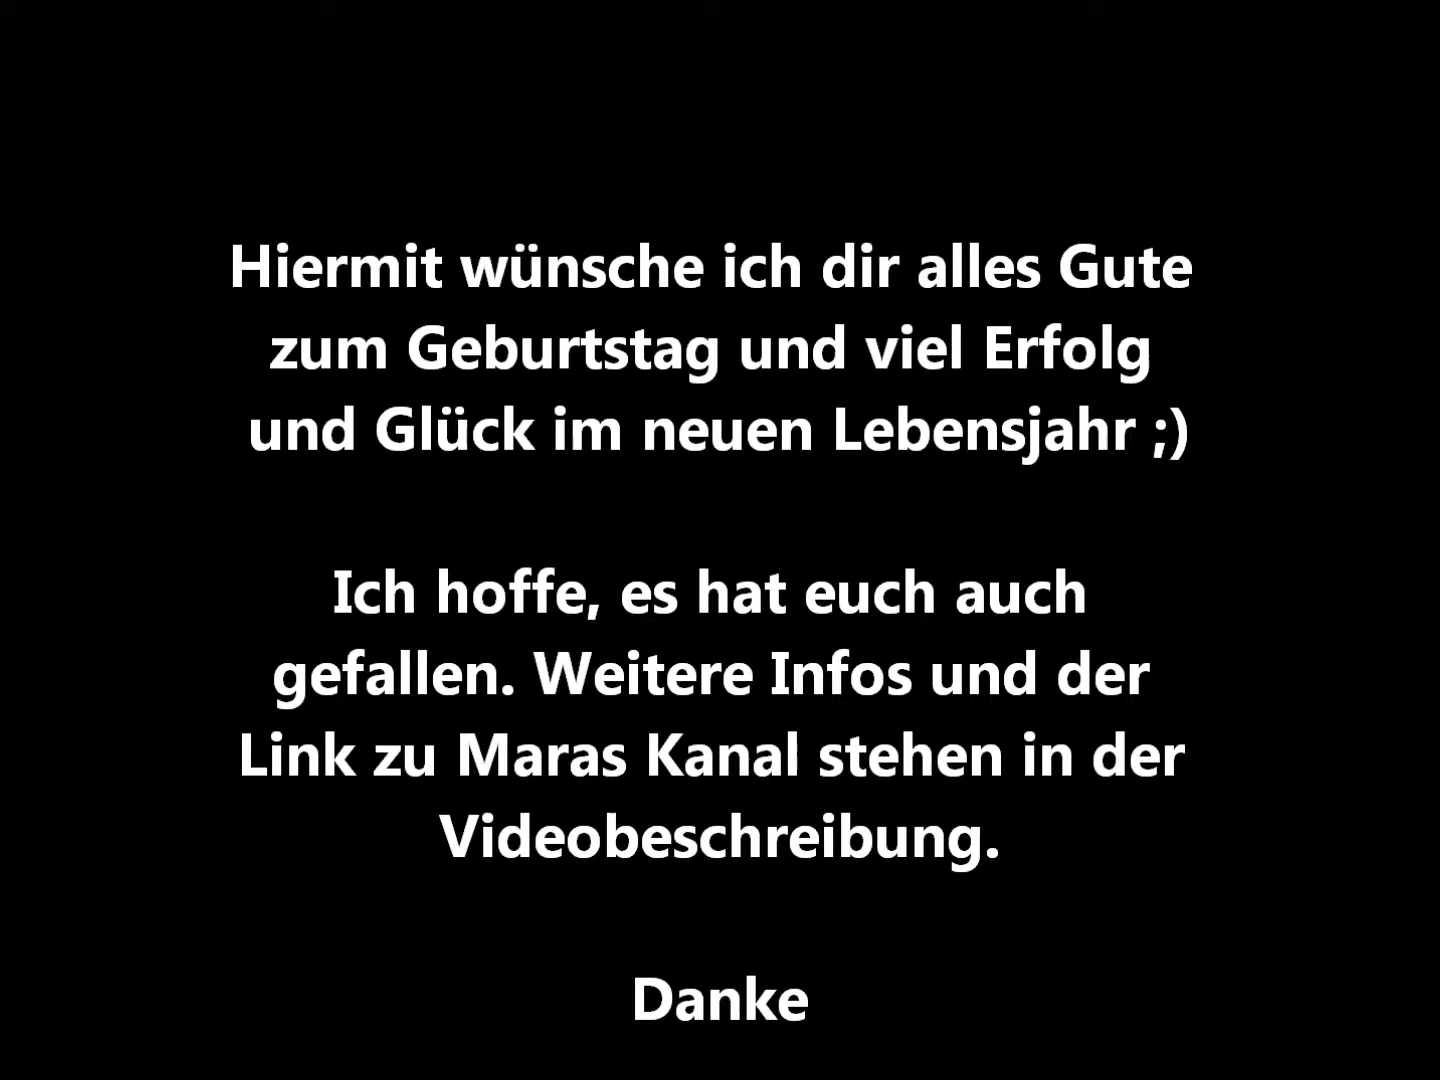 Hiermit wünsche ich dir alles Gute
zum Geburtstag und viel Erfolg
und Glück im neuen Lebensjahr ;)
Ich hoffe, es hat euch auch
gefallen. Weitere Infos und der
Link zu Maras Kanal stehen in der
Videobeschreibung.
Danke